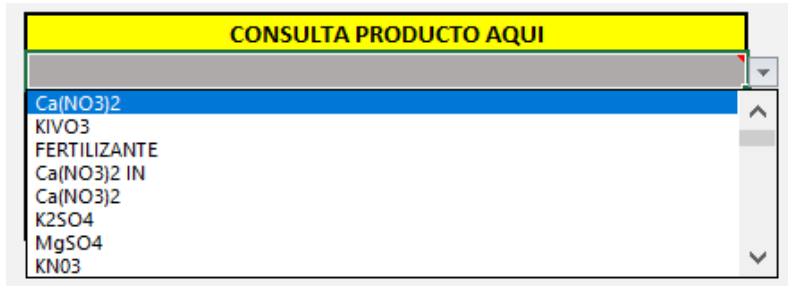 CONSULTA PRODUCTO AQUI
Ca(NO3)2
KIVO3
FERTILIZANTE
Ca(NO3)2 IN
Ca(NO3)2
K2SO4
MgSO4
KN03